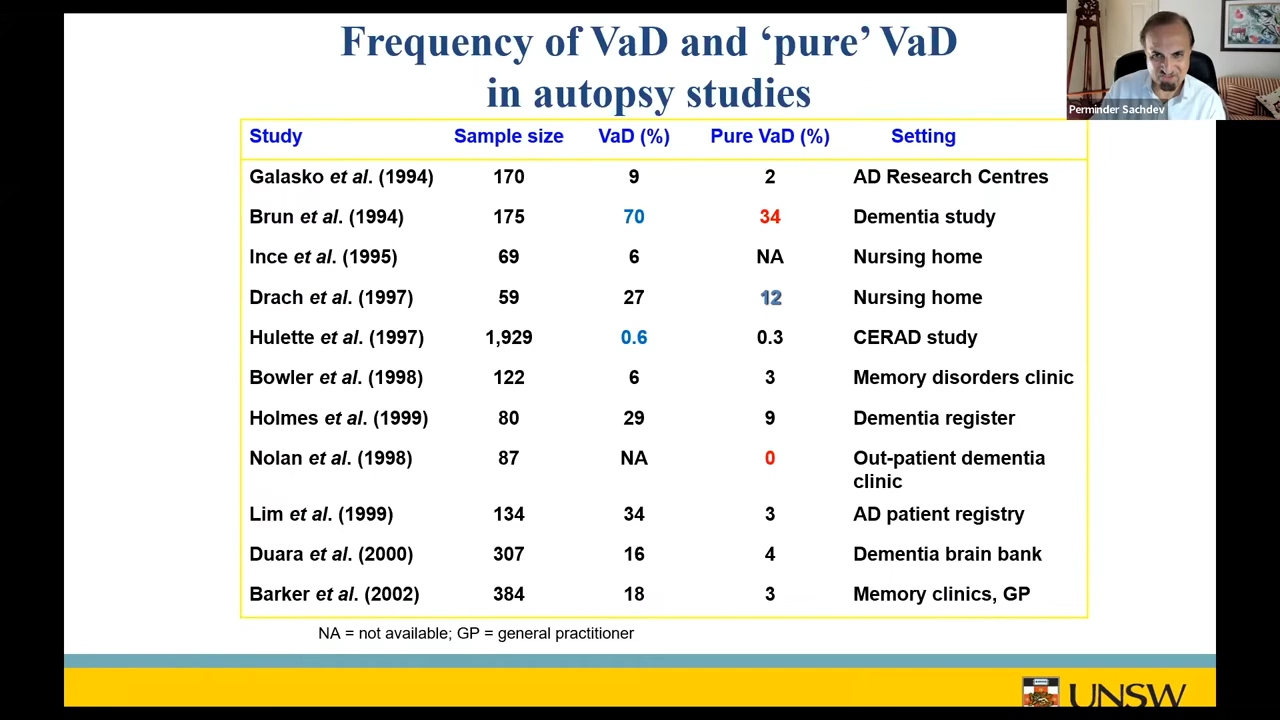 Frequency of VaD and ‘pure’ VaD
in autopsy studies
Perminder Sachdev
Study Sample size VaD (%) Pure VaD (%) Setting
Galasko et al. (1994) 170 9 2 AD Research Centres
Brun et al. (1994) 175 70 34 Dementia study
Ince et al. (1995) 69 6 NA Nursing home
Drach et al. (1997) 59 27 12 Nursing home
Hulette et al. (1997) 1,929 0.6 0.3 CERAD study
Bowler et al. (1998) 122 6 3 Memory disorders clinic
Holmes et al. (1999) 80 29 9 Dementia register
Nolan et al. (1998) 87 NA 0 Out-patient dementia
clinic
Lim et al. (1999) 134 34 3 AD patient registry
Duara et al. (2000) 307 16 4 Dementia brain bank
Barker et al. (2002) 384 18 3 Memory clinics, GP
NA = not available; GP = general practitioner
UNSW